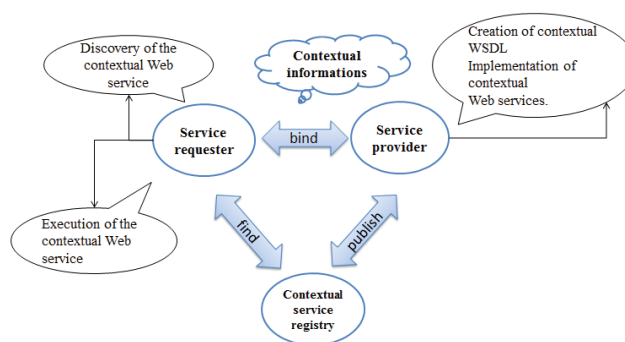 Discovery of the
contextual Web
service
Contextual
informations
Creation of contextual
WSDL
Implementation of
contextual
Web services.
Service
requester
bind
Service
provider
Execution of the
contextual Web
service
find
publish
Contextual
service
registry